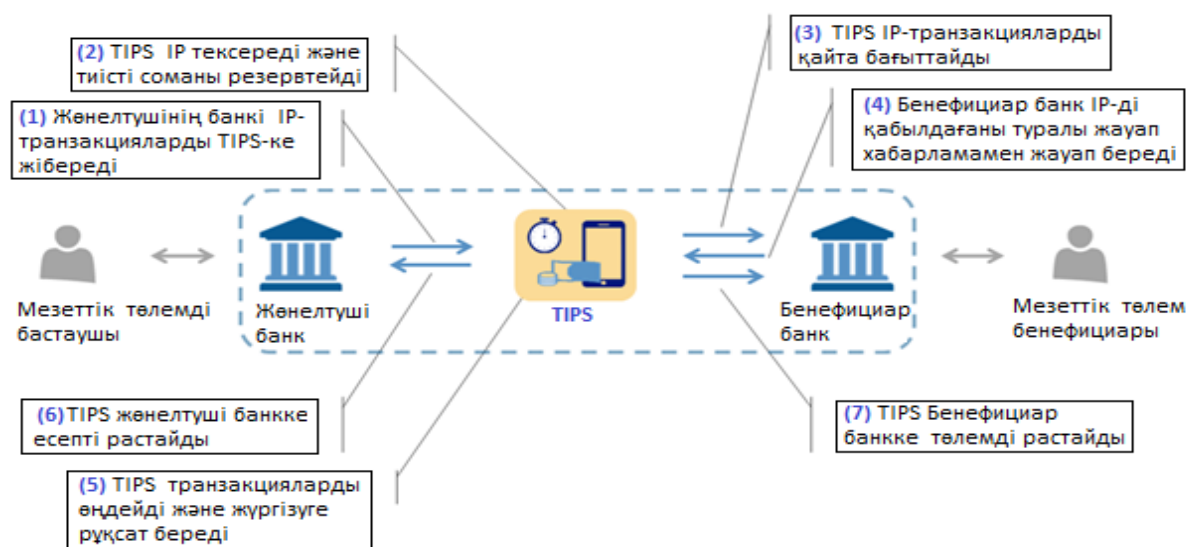 (2) TIPS IP тексереді және
тиісті соманы резервтейді
(3) TIPS IP-транзакцияларды
қайта бағыттайды
(1) Жөнелтушінің банкі IP-
транзакцияларды TIPS-ке
жібереді
(4) Бенефициар банк IP-ді
қабылдағаны туралы жауап
хабарламамен жауап береді
Мезеттік төлемді
бастаушы
Жөнелтуші
банк
TIPS
Бенефициар
банк
Мезеттік төлем
бенефициары
(6) TIPS жөнелтуші банкке
есепті растайды
(7) TIPS Бенефициар
банкке төлемді растайды
(5) TIPS транзакцияларды
өңдейді және жүргізуге
рұқсат береді